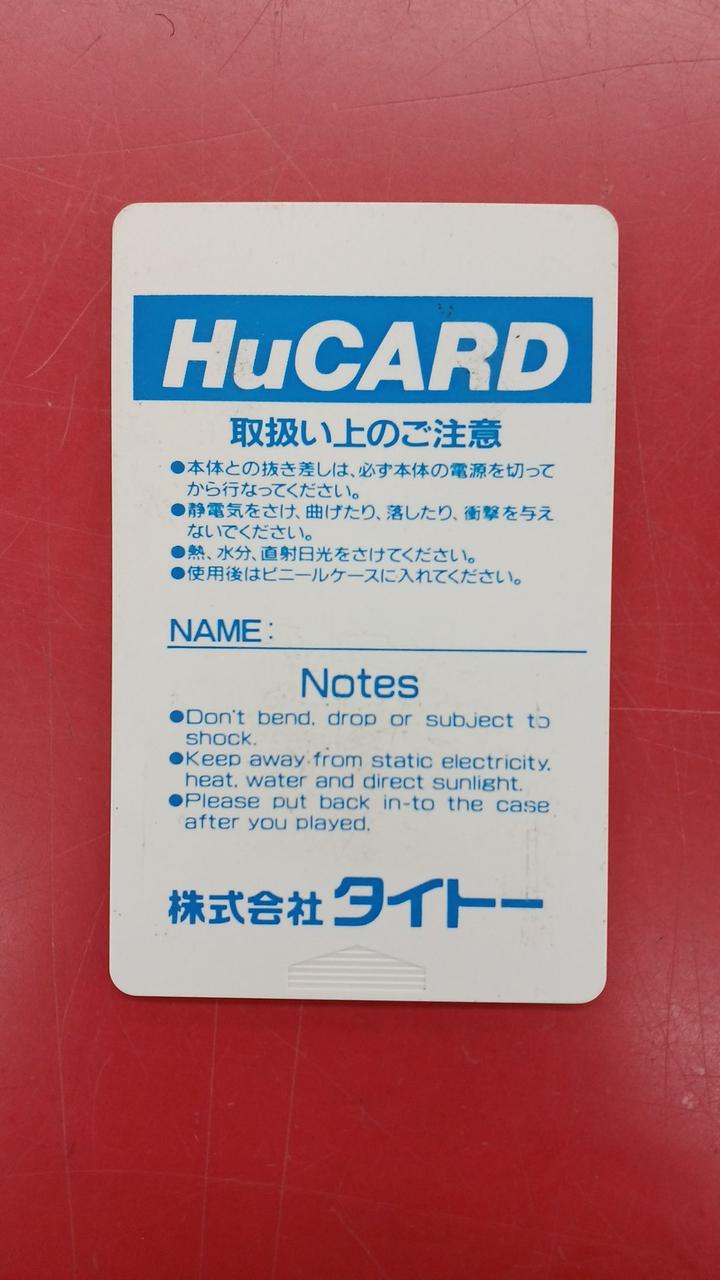 HuCARD
取扱い上のご注意
●本体との抜き差しは、必ず本体の電源を切って
から行なってください。
●静電気をさけ、曲げたり、落したり、衝撃を与え
ないでください。
●熱、水分、直射日光をさけてください。
●使用後はビニールケースに入れてください。
NAME:
Notes
●Don't bend, drop or subject to
shock.
●Keep away from static electricity,
heat, water and direct sunlight.
●Please put back in-to the case
after you played.
株式会社タイトー